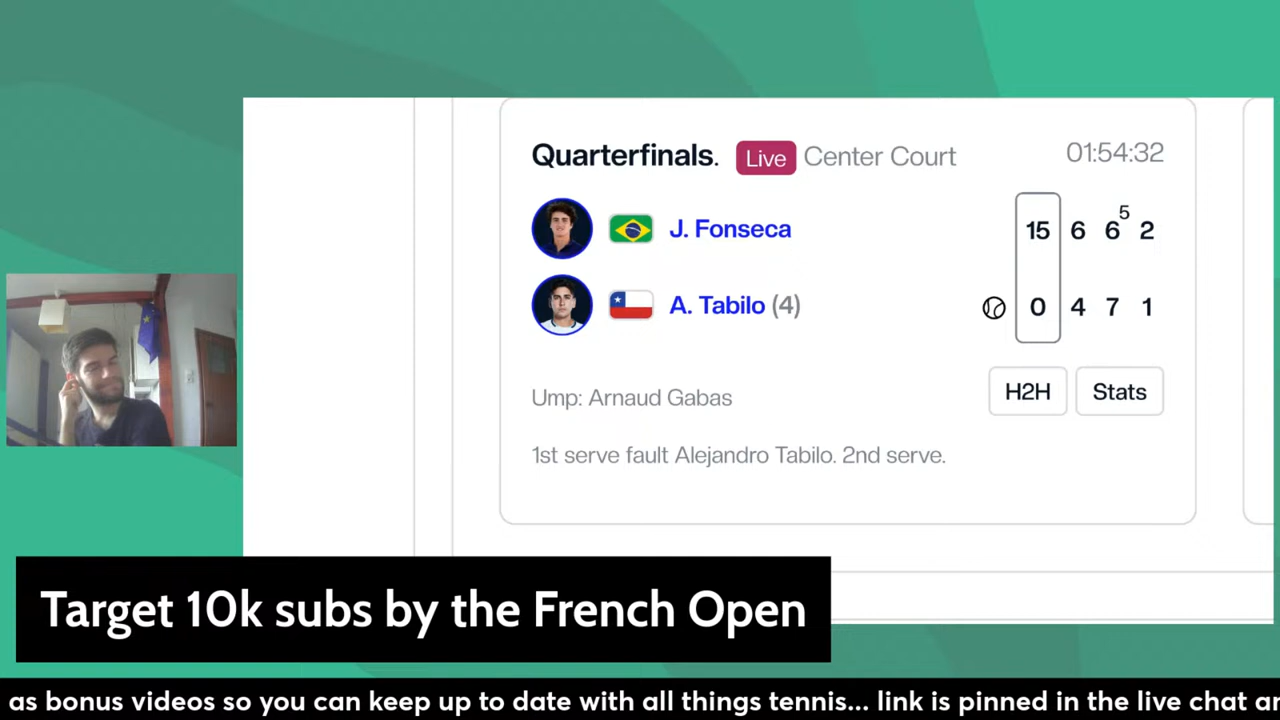 Quarterfinals. Live Center Court 01:54:32
J. Fonseca 15 6 6 5 2
A. Tabilo (4) 0 4 7 1
Ump: Arnaud Gabas H2H Stats
1st serve fault Alejandro Tabilo. 2nd serve.
Target 10k subs by the French Open
as bonus videos so you can keep up to date with all things tennis... link is pinned in the live chat